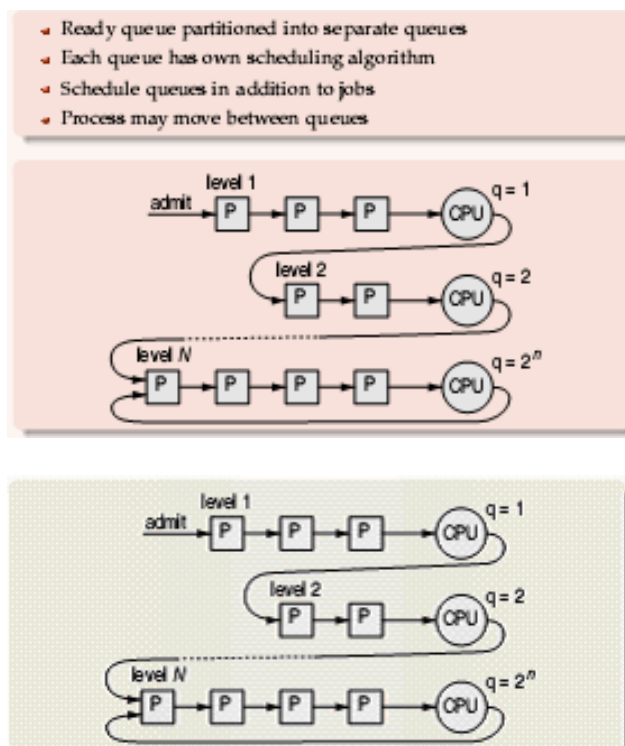 Ready queue partitioned into separate queues
Each queue has own scheduling algorithm
Schedule queues in addition to jobs
Process may move between queues
level 1
q = 1
admit P P P CPU
level 2
q = 2
P P CPU
level N
q = 2ⁿ
P P P P CPU
level 1
q = 1
admit P P P CPU
level 2
q = 2
P P CPU
level N
q = 2ⁿ
P P P P CPU